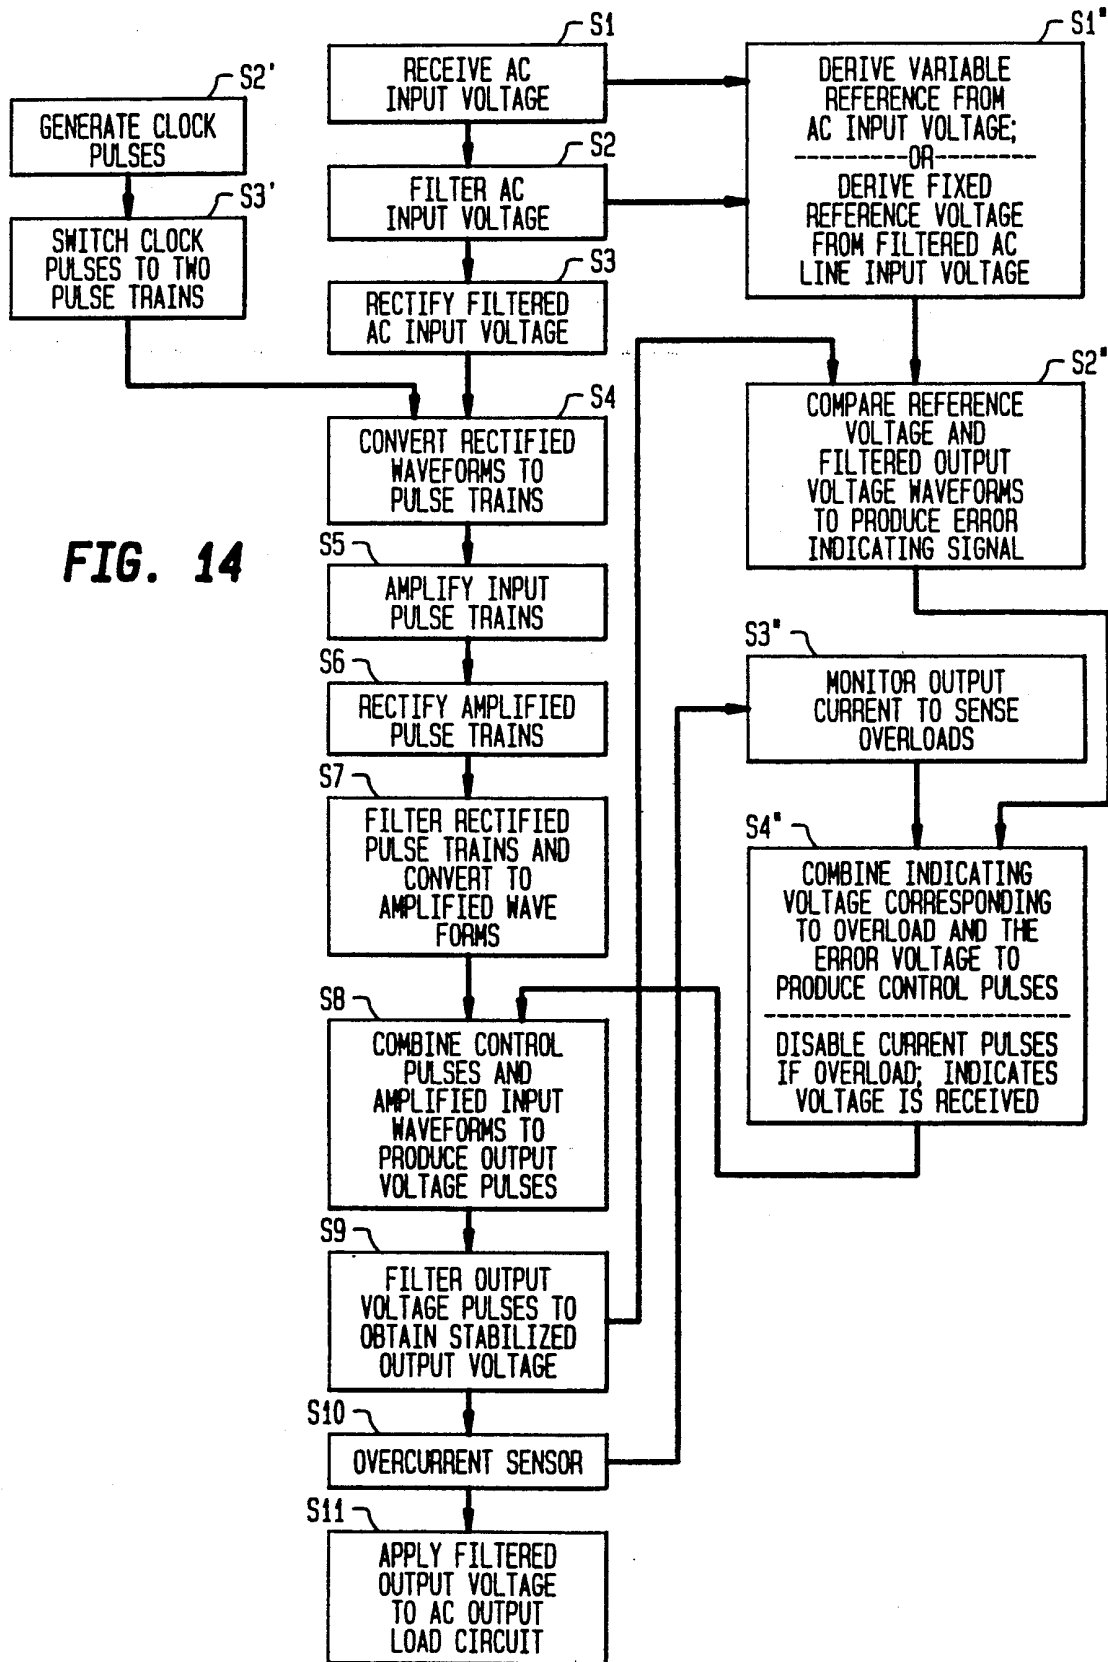 S1
RECEIVE AC
INPUT VOLTAGE
S1"
DERIVE VARIABLE
REFERENCE FROM
AC INPUT VOLTAGE;
---------OR---------
DERIVE FIXED
REFERENCE VOLTAGE
FROM FILTERED AC
LINE INPUT VOLTAGE
S2'
GENERATE CLOCK
PULSES
S2
FILTER AC
INPUT VOLTAGE
S3'
SWITCH CLOCK
PULSES TO TWO
PULSE TRAINS
S3
RECTIFY FILTERED
AC INPUT VOLTAGE
S2"
COMPARE REFERENCE
VOLTAGE AND
FILTERED OUTPUT
VOLTAGE WAVEFORMS
TO PRODUCE ERROR
INDICATING SIGNAL
S4
CONVERT RECTIFIED
WAVEFORMS TO
PULSE TRAINS
FIG. 14
S5
AMPLIFY INPUT
PULSE TRAINS
S6
RECTIFY AMPLIFIED
PULSE TRAINS
S3"
MONITOR OUTPUT
CURRENT TO SENSE
OVERLOADS
S7
FILTER RECTIFIED
PULSE TRAINS AND
CONVERT TO
AMPLIFIED WAVE
FORMS
S4"
COMBINE INDICATING
VOLTAGE CORRESPONDING
TO OVERLOAD AND THE
ERROR VOLTAGE TO
PRODUCE CONTROL PULSES
DISABLE CURRENT PULSES
IF OVERLOAD; INDICATES
VOLTAGE IS RECEIVED
S8
COMBINE CONTROL
PULSES AND
AMPLIFIED INPUT
WAVEFORMS TO
PRODUCE OUTPUT
VOLTAGE PULSES
S9
FILTER OUTPUT
VOLTAGE PULSES TO
OBTAIN STABILIZED
OUTPUT VOLTAGE
S10
OVERCURRENT SENSOR
S11
APPLY FILTERED
OUTPUT VOLTAGE
TO AC OUTPUT
LOAD CIRCUIT